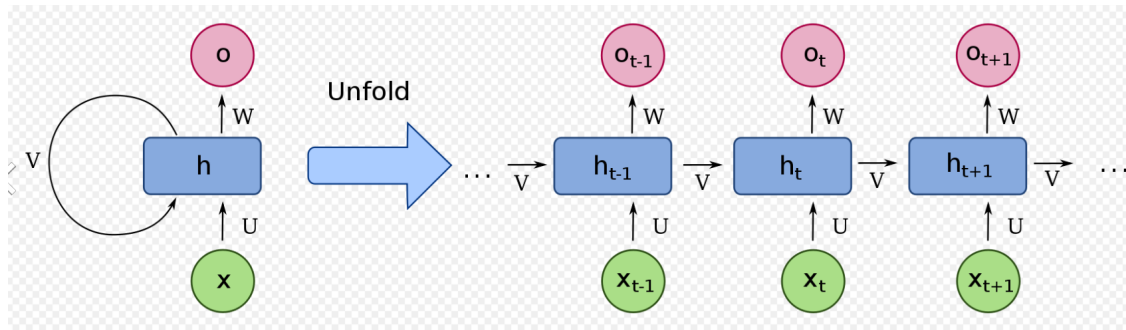 o
W
V
h
U
x
Unfold
...
V
o_{t-1}
W
h_{t-1}
V
U
x_{t-1}
o_t
W
h_t
V
U
x_t
o_{t+1}
W
h_{t+1}
V
U
x_{t+1}
...